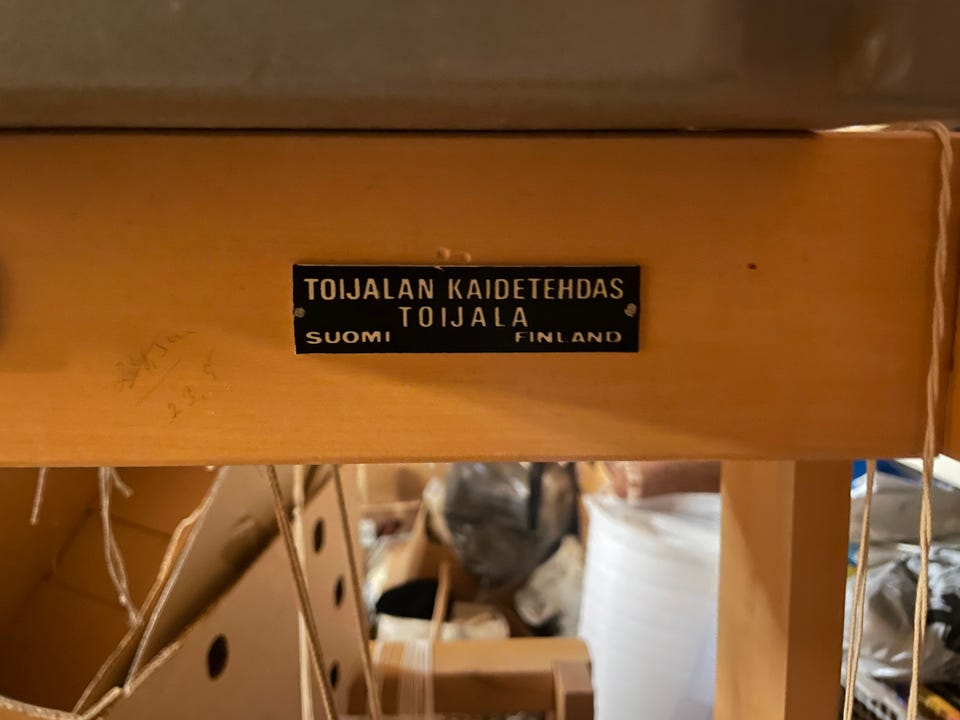 TOIJALAN KAIDETEHDAS
TOIJALA
SUOMI FINLAND